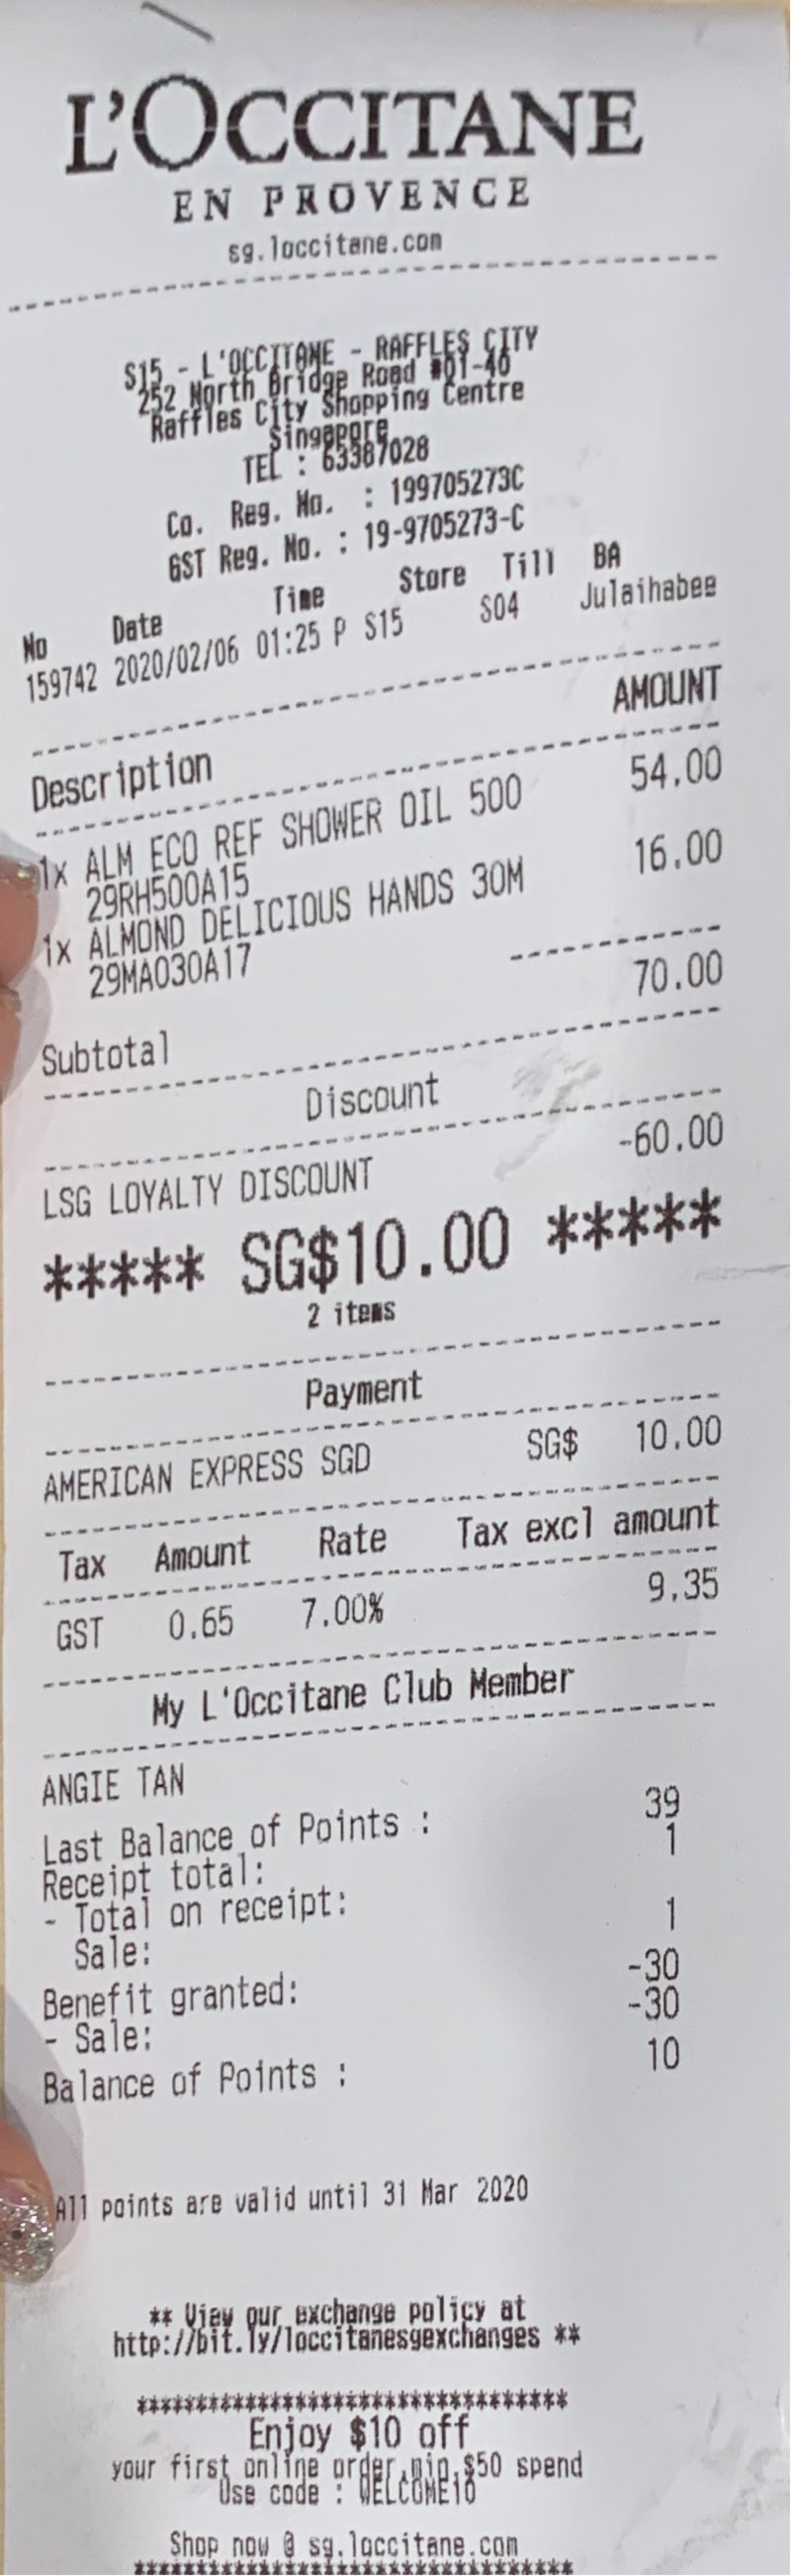 L'OCCITANE
EN PROVENCE
sg.loccitane.com
S15 - L'OCCITANE - RAFFLES CITY
252 North Bridge Road #01-40
Raffles City Shopping Centre
Singapore
TEL : 63387028
Co. Reg. No. : 199705273C
GST Reg. No. : 19-9705273-C
No Date Time Store Till BA
159742 2020/02/06 01:25 P S15 S04 Julaihabee
Description AMOUNT
1x ALM ECO REF SHOWER OIL 500 54.00
29RH500A15
1x ALMOND DELICIOUS HANDS 30M 16.00
29MA030A17
Subtotal 70.00
Discount
LSG LOYALTY DISCOUNT -60.00
***** SG$10.00 *****
2 items
Payment
AMERICAN EXPRESS SGD SG$ 10.00
Tax Amount Rate Tax excl amount
GST 0.65 7.00% 9.35
My L'Occitane Club Member
ANGIE TAN
Last Balance of Points : 39
Receipt total: 1
- Total on receipt:
Sale: 1
Benefit granted: -30
- Sale: -30
Balance of Points : 10
All points are valid until 31 Mar 2020
** View our exchange policy at
http://bit.ly/loccitanesgexchanges **
**********************************
Enjoy $10 off
your first online order,min.$50 spend
Use code : WELCOME10
Shop now @ sg.loccitane.com
**********************************